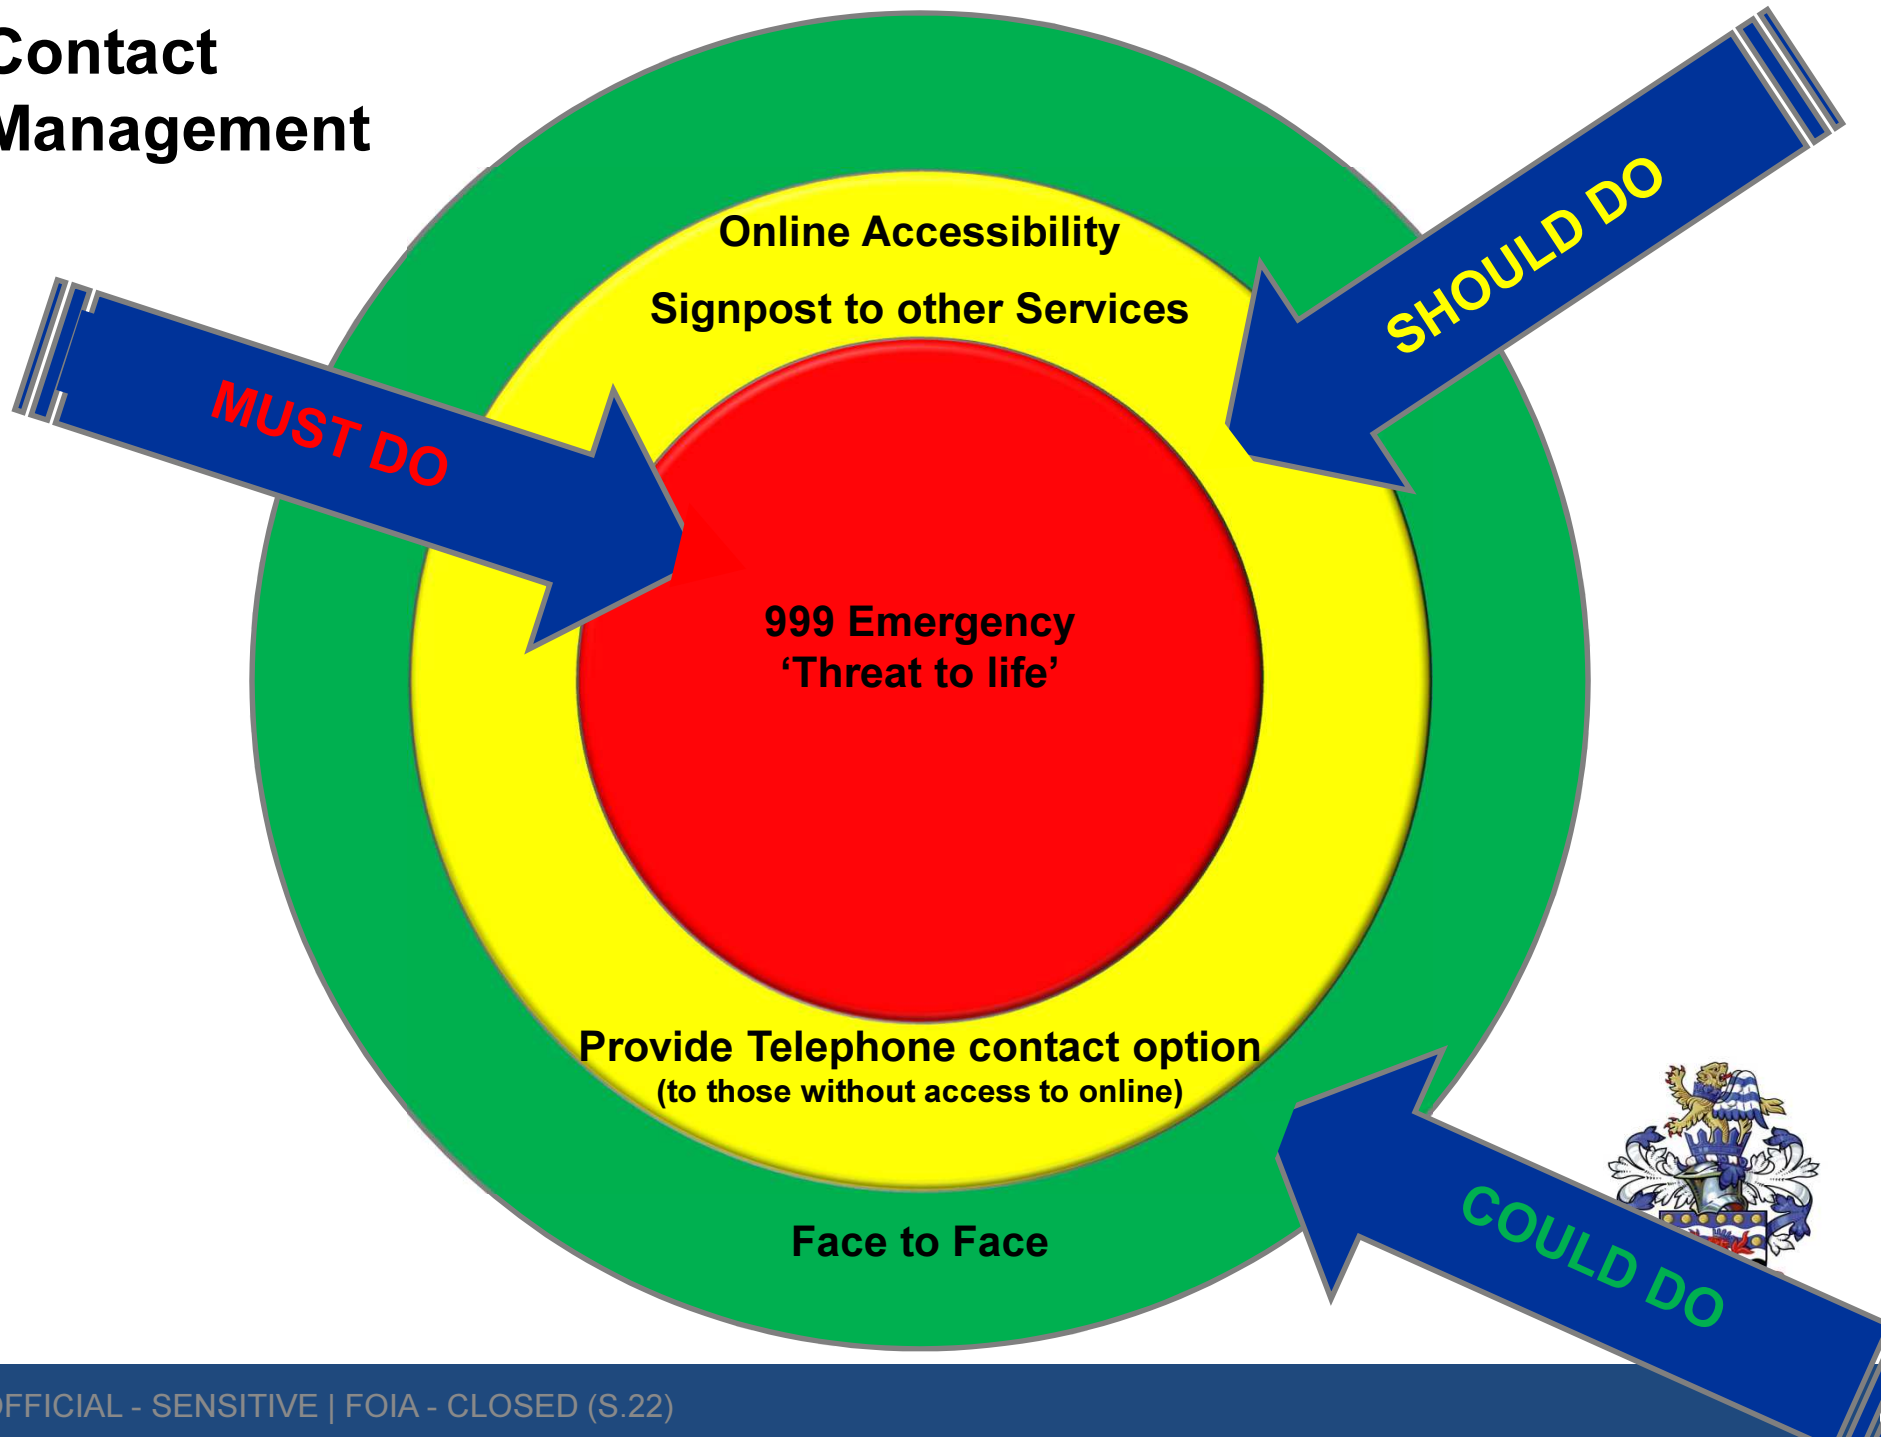 Contact
Management
SHOULD DO
Online Accessibility
Signpost to other Services
MUST DO
999 Emergency
‘Threat to life’
Provide Telephone contact option
(to those without access to online)
COULD DO
Face to Face
OFFICIAL - SENSITIVE | FOIA - CLOSED (S.22)